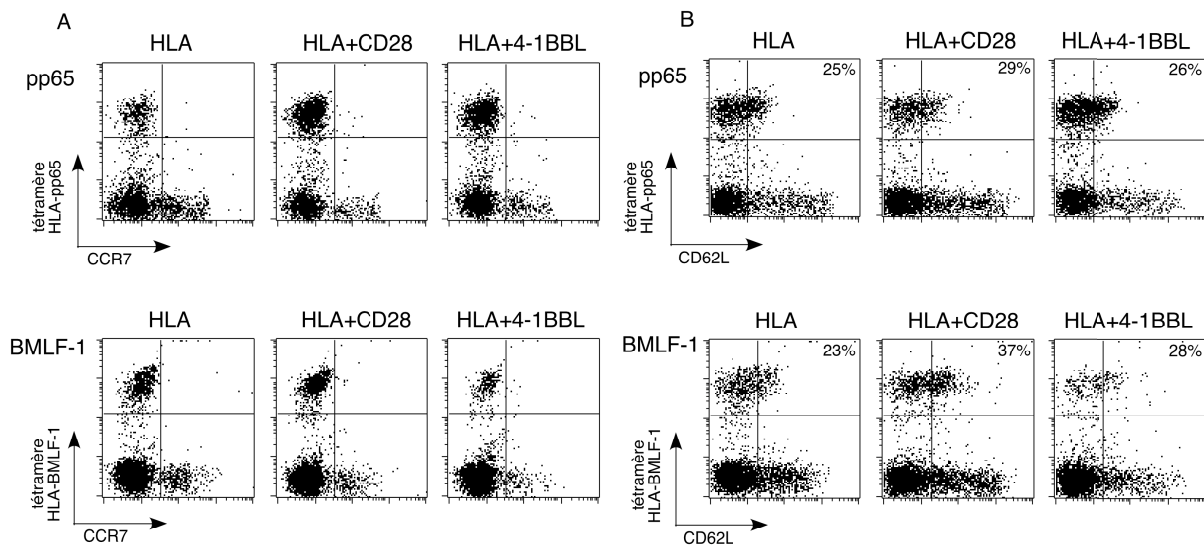 A
HLA
HLA+CD28
HLA+4-1BBL
pp65
tétramère
HLA-pp65
CCR7
HLA
HLA+CD28
HLA+4-1BBL
BMLF-1
tétramère
HLA-BMLF-1
CCR7
B
HLA
HLA+CD28
HLA+4-1BBL
pp65
25%
29%
26%
tétramère
HLA-pp65
CD62L
HLA
HLA+CD28
HLA+4-1BBL
BMLF-1
23%
37%
28%
tétramère
HLA-BMLF-1
CD62L